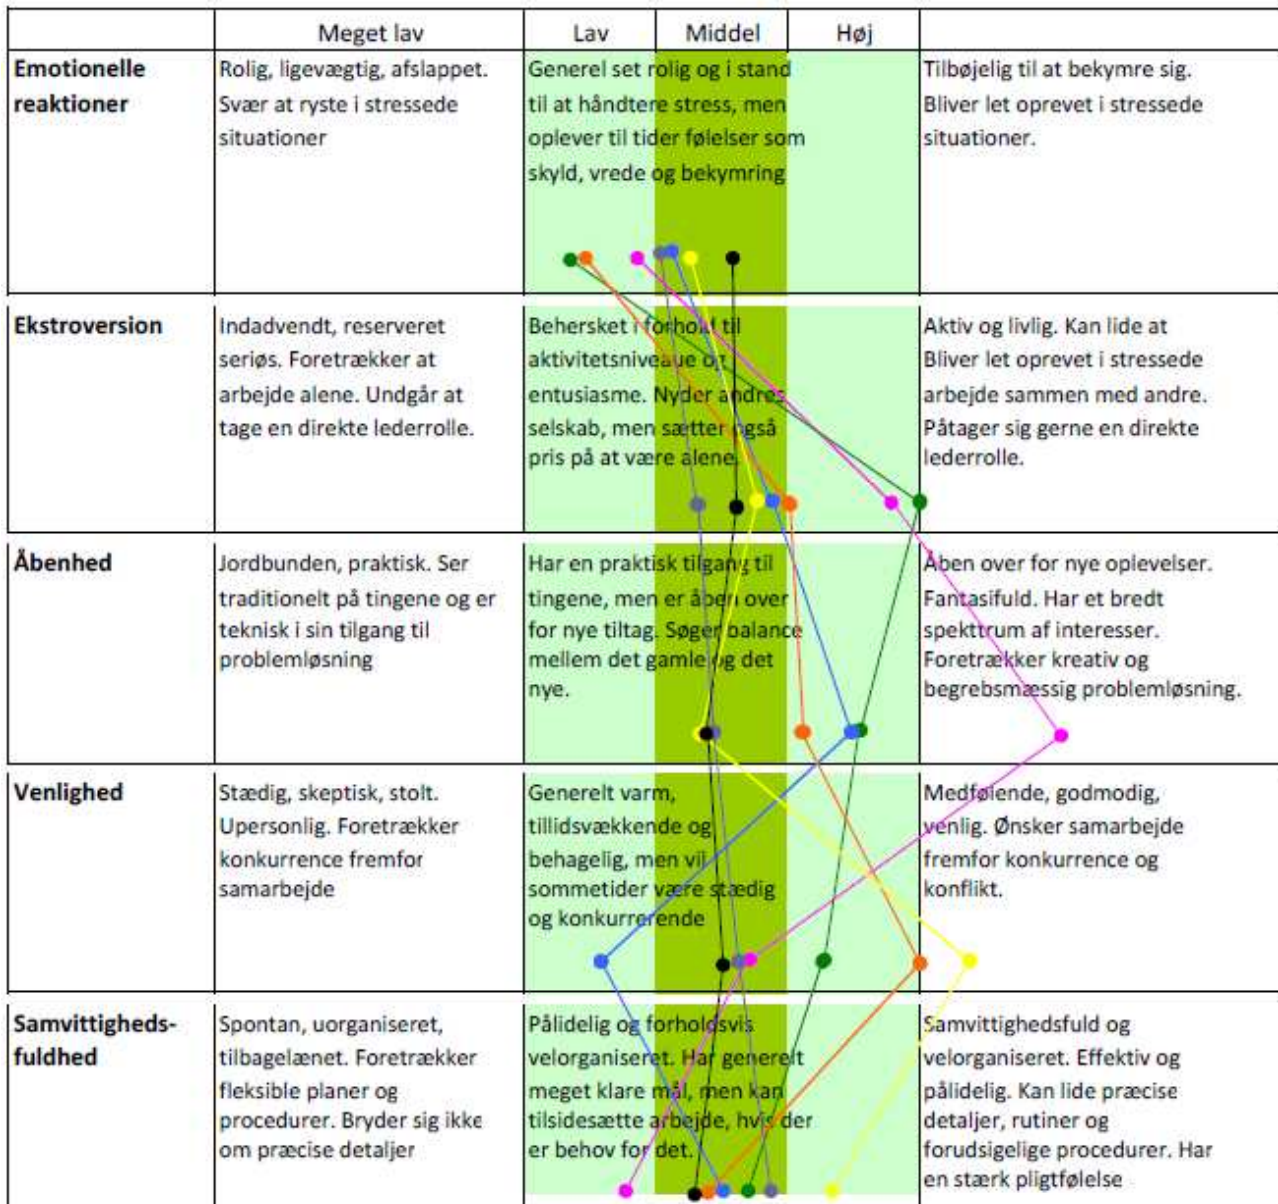 Meget lav
Lav
Middel
Høj
Emotionelle
reaktioner
Rolig, ligevægtig, afslappet.
Svær at ryste i stressede
situationer
Generel set rolig og i stand
til at håndtere stress, men
oplever til tider følelser som
skyld, vrede og bekymring
Tilbøjelig til at bekymre sig.
Bliver let oprevet i stressede
situationer.
Ekstroversion
Indadvendt, reserveret
seriøs. Foretrækker at
arbejde alene. Undgår at
tage en direkte lederrolle.
Behersket i forhold til
aktivitetsniveaue og
entusiasme. Nyder andres
selskab, men sætter også
pris på at være alene.
Aktiv og livlig. Kan lide at
Bliver let oprevet i stressede
arbejde sammen med andre.
Påtager sig gerne en direkte
lederrolle.
Åbenhed
Jordbunden, praktisk. Ser
traditionelt på tingene og er
teknisk i sin tilgang til
problemløsning
Har en praktisk tilgang til
tingene, men er åben over
for nye tiltag. Søger balance
mellem det gamle og det
nye.
Åben over for nye oplevelser.
Fantasifuld. Har et bredt
spekttrum af interesser.
Foretrækker kreativ og
begrebsmæssig problemløsning.
Venlighed
Stædig, skeptisk, stolt.
Upersonlig. Foretrækker
konkurrence fremfor
samarbejde
Generelt varm,
tillidsvækkende og
behagelig, men vil
sommetider være stædig
og konkurrerende
Medfølende, godmodig,
venlig. Ønsker samarbejde
fremfor konkurrence og
konflikt.
Samvittigheds-
fuldhed
Spontan, uorganiseret,
tilbagelænet. Foretrækker
fleksible planer og
procedurer. Bryder sig ikke
om præcise detaljer
Pålidelig og forholdsvis
velorganiseret. Har generelt
meget klare mål, men kan
tilsidesætte arbejde, hvis der
er behov for det.
Samvittighedsfuld og
velorganiseret. Effektiv og
pålidelig. Kan lide præcise
detaljer, rutiner og
forudsigelige procedurer. Har
en stærk pligtfølelse